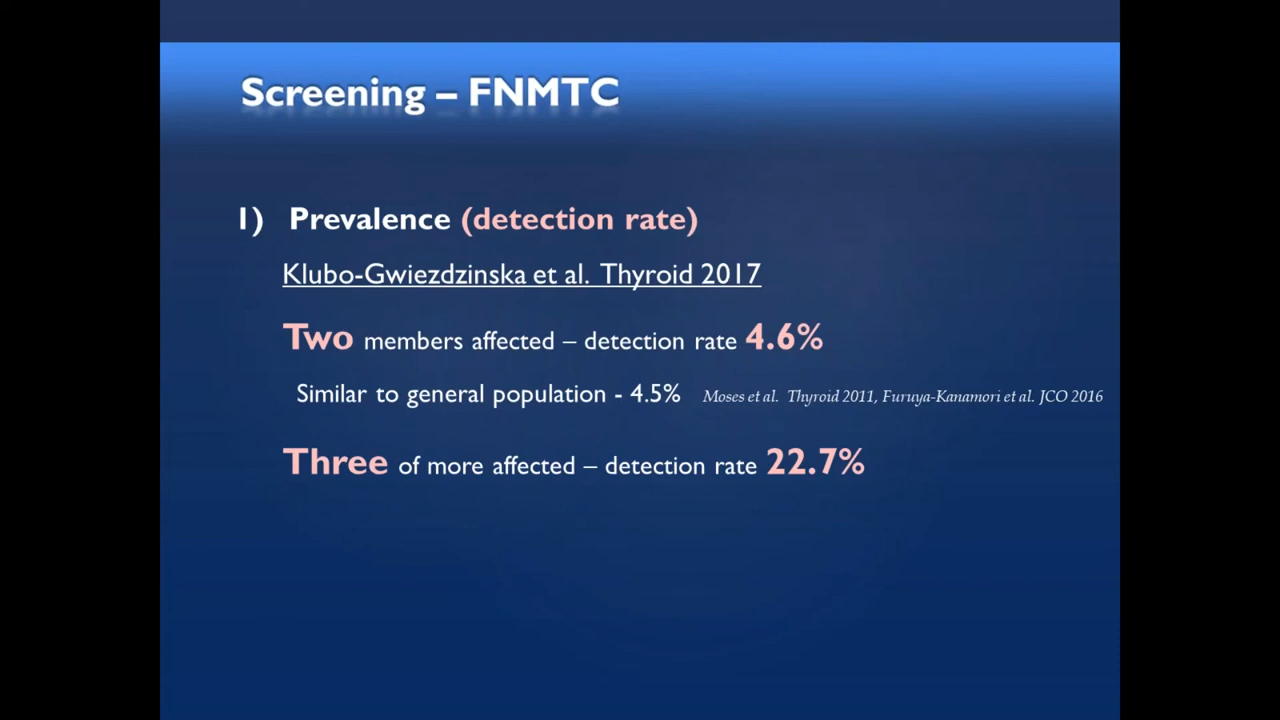 Screening – FNMTC
1) Prevalence (detection rate)
Klubo-Gwiezdzinska et al. Thyroid 2017
Two members affected – detection rate 4.6%
Similar to general population - 4.5% Moses et al. Thyroid 2011, Furuya-Kanamori et al. JCO 2016
Three of more affected – detection rate 22.7%